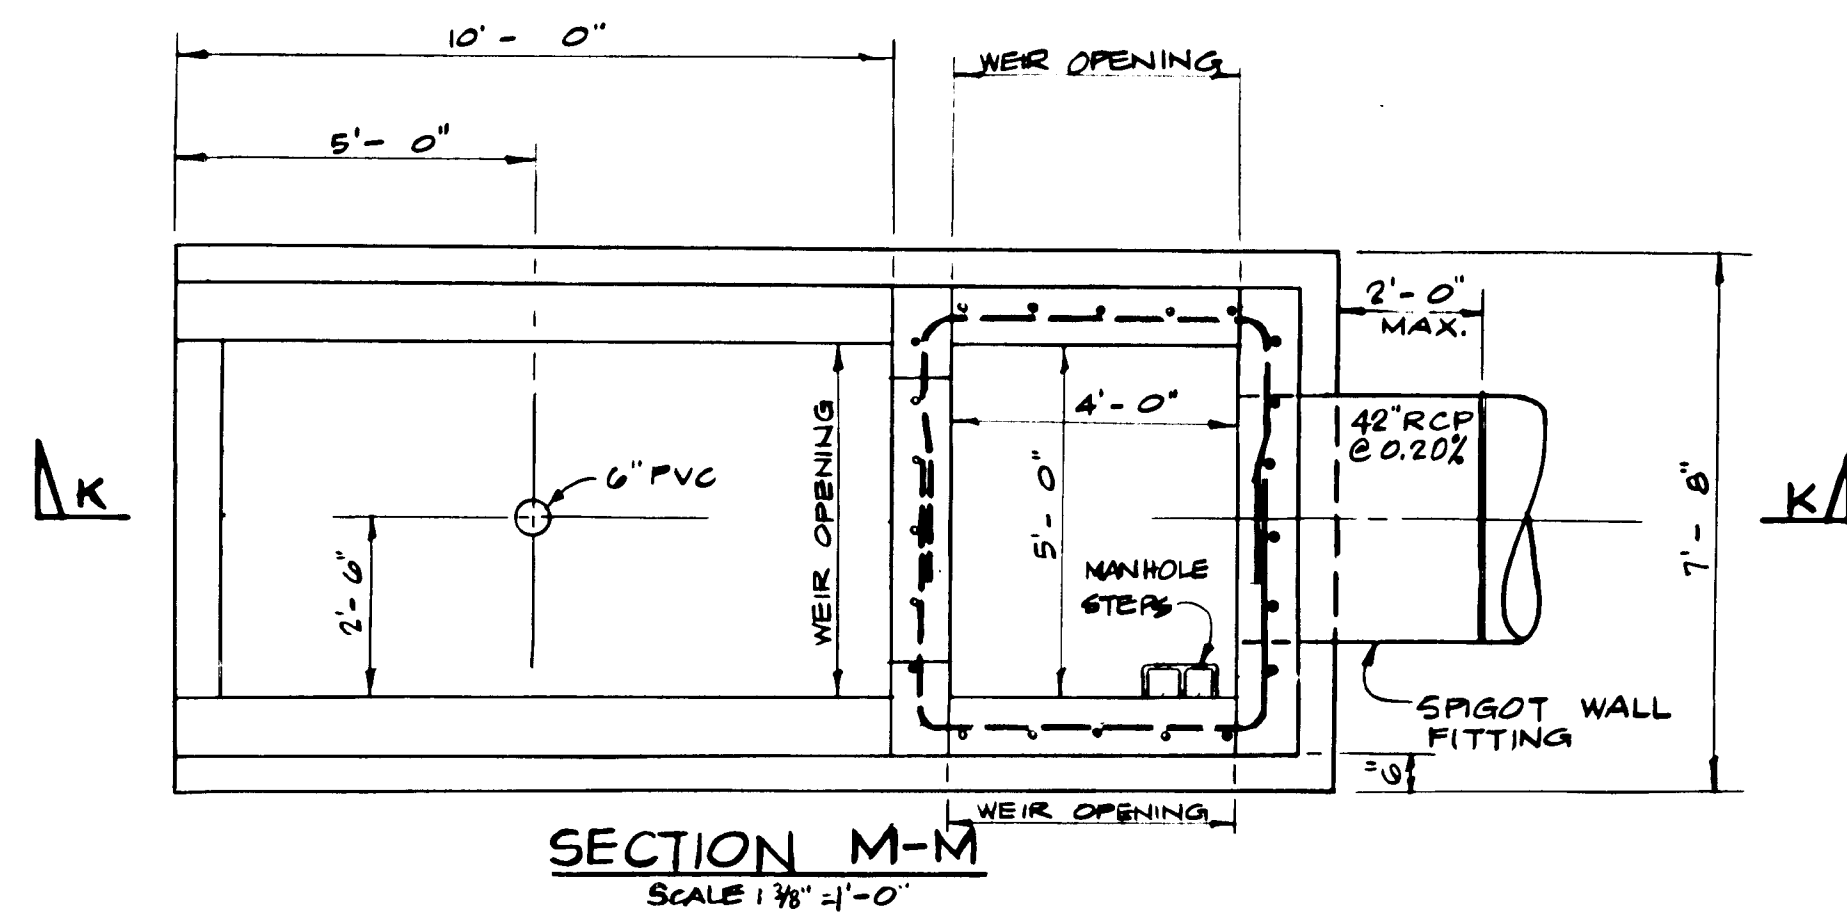 10'- 0"
WEIR OPENING
5'- 0"
2'-0"
MAX.
4'-0"
42" RCP
@ 0.20%
WEIR OPENING
K
6" PVC
5'- 0"
K
7'- 8"
2'- 6"
MANHOLE
STEPS
SPIGOT WALL
FITTING
6"
WEIR OPENING
SECTION M-M
SCALE 1 3/8" = 1'-0"